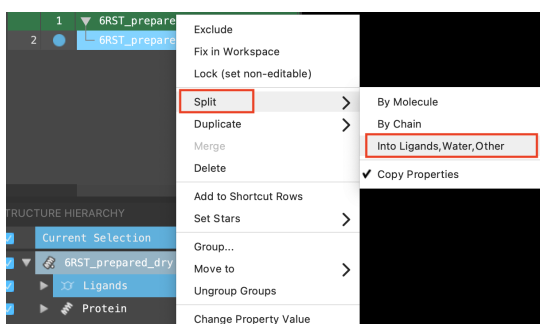 1 6RST_prepare
2 6RST_prepare
Exclude
Fix in Workspace
Lock (set non-editable)
Split
Duplicate
Merge
Delete
Add to Shortcut Rows
Set Stars
Group...
Move to
Ungroup Groups
Change Property Value
By Molecule
By Chain
Into Ligands,Water,Other
Copy Properties
TRUCTURE HIERARCHY
Current Selection
6RST_prepared_dry
Ligands
Protein